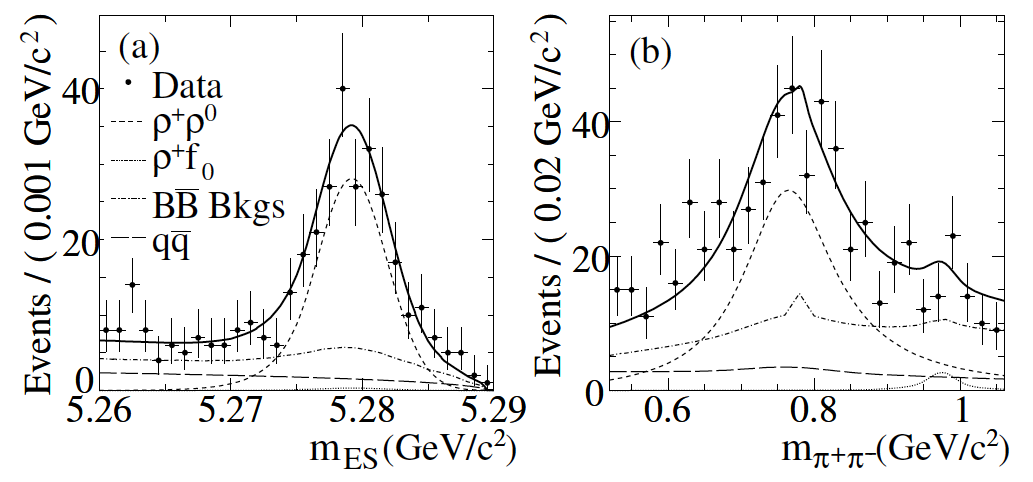 (a)
Events / ( 0.001 GeV/c²)
40
20
0
Data
ρ⁺ρ⁰
ρ⁺f₀
BB̅ Bkgs
qq̅
5.26 5.27 5.28 5.29
m_ES (GeV/c²)
(b)
Events / ( 0.02 GeV/c²)
40
20
0
0.6 0.8 1
m_π⁺π⁻ (GeV/c²)